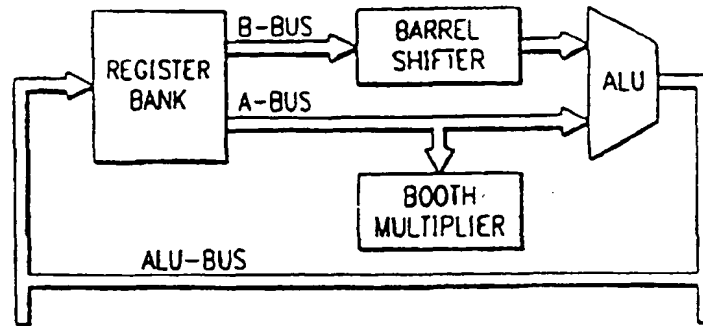 B-BUS
BARREL
SHIFTER
REGISTER
BANK
ALU
A-BUS
BOOTH
MULTIPLIER
ALU-BUS